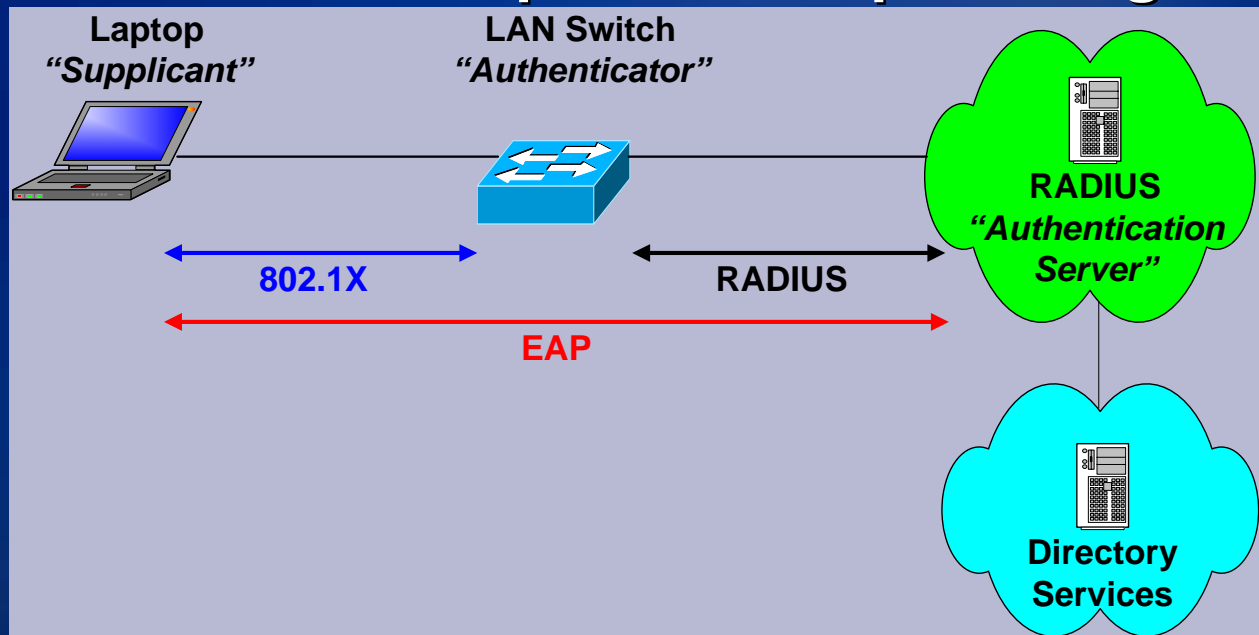 Laptop
“Supplicant”
LAN Switch
“Authenticator”
RADIUS
“Authentication
Server”
802.1X
RADIUS
EAP
Directory
Services